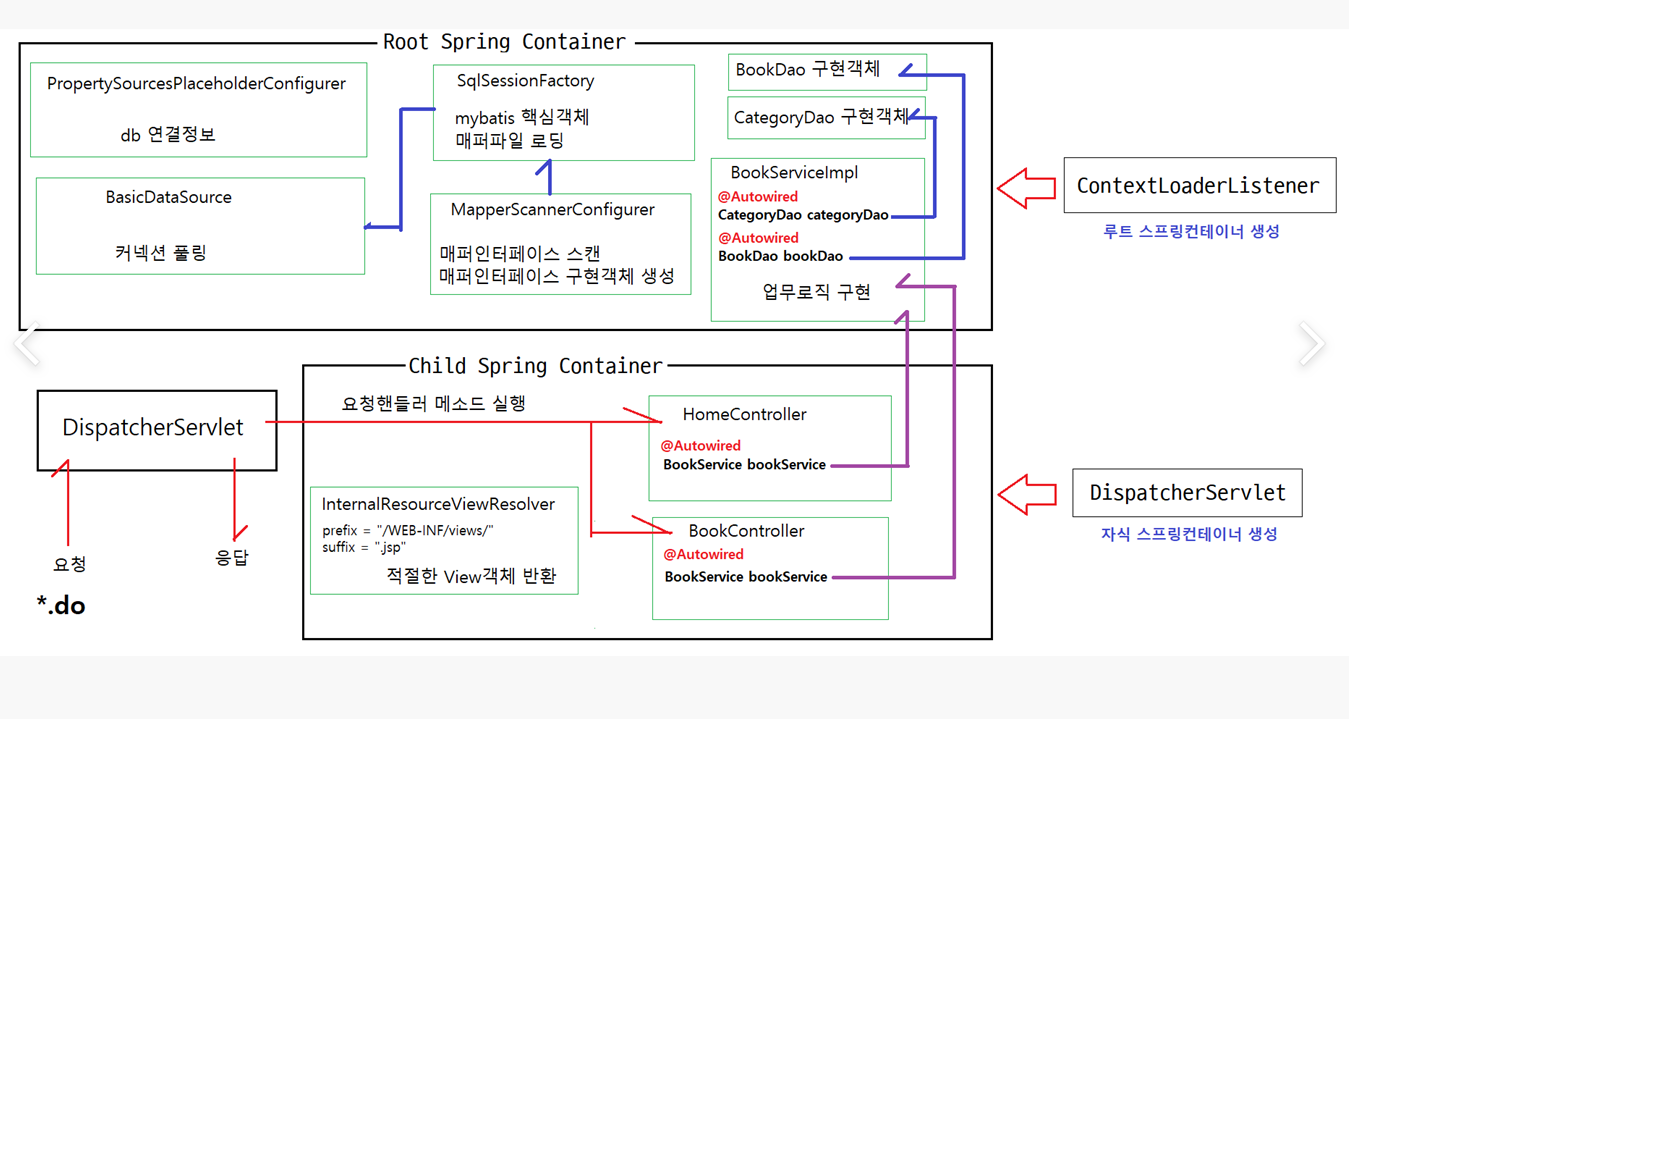 Root Spring Container
PropertySourcesPlaceholderConfigurer
db 연결정보
BasicDataSource
커넥션 풀링
SqlSessionFactory
mybatis 핵심객체
매퍼파일 로딩
MapperScannerConfigurer
매퍼인터페이스 스캔
매퍼인터페이스 구현객체 생성
BookDao 구현객체
CategoryDao 구현객체
BookServiceImpl
@Autowired
CategoryDao categoryDao
@Autowired
BookDao bookDao
업무로직 구현
ContextLoaderListener
루트 스프링컨테이너 생성
Child Spring Container
DispatcherServlet
요청
*.do
응답
요청핸들러 메소드 실행
InternalResourceViewResolver
prefix = "/WEB-INF/views/"
suffix = ".jsp"
적절한 View객체 반환
HomeController
@Autowired
BookService bookService
BookController
@Autowired
BookService bookService
DispatcherServlet
자식 스프링컨테이너 생성